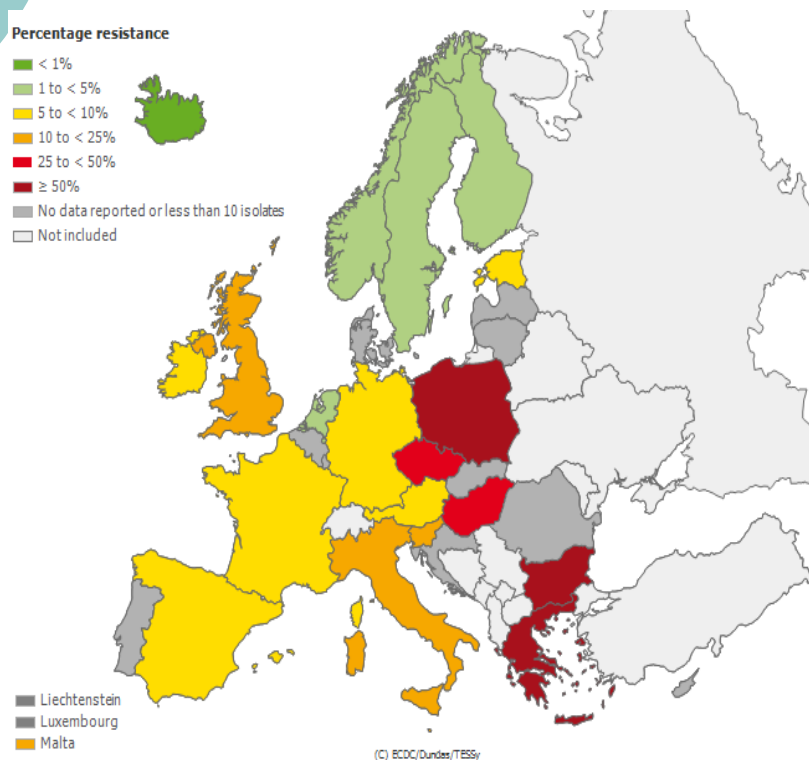 Percentage resistance
< 1%
1 to < 5%
5 to < 10%
10 to < 25%
25 to < 50%
≥ 50%
No data reported or less than 10 isolates
Not included
Liechtenstein
Luxembourg
Malta
(C) ECDC/Dundas/TESSy